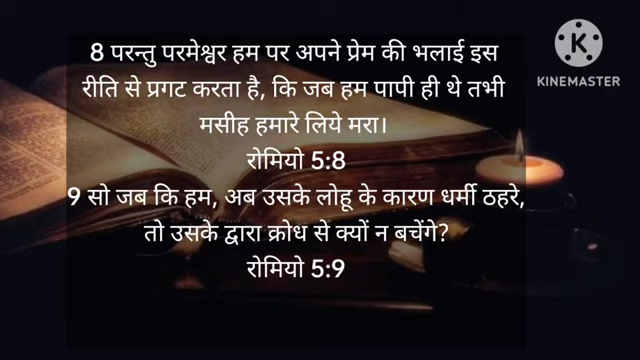 8 परन्तु परमेश्वर हम पर अपने प्रेम की भलाई इस
रीति से प्रगट करता है, कि जब हम पापी ही थे तभी
मसीह हमारे लिये मरा।
रोमियो 5:8
9 सो जब कि हम, अब उसके लोहू के कारण धर्मी ठहरे,
तो उसके द्वारा क्रोध से क्यों न बचेंगे?
रोमियो 5:9
K
KINEMASTER